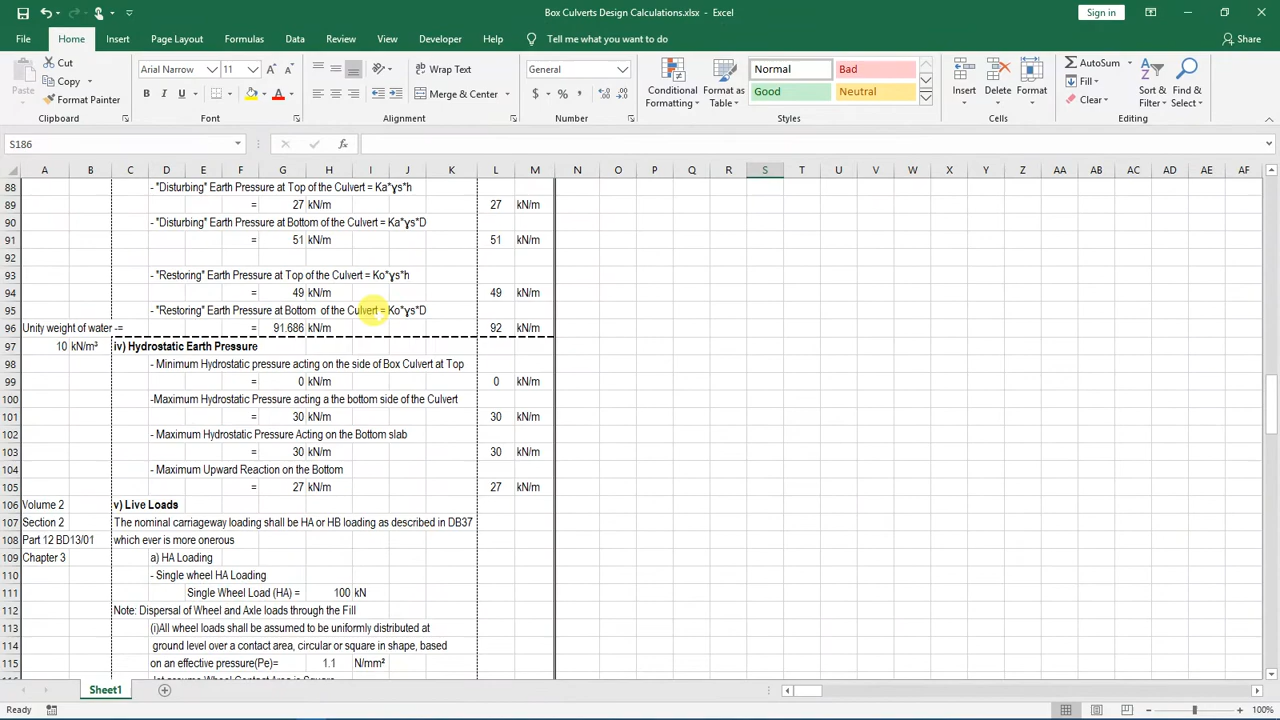 Box Culverts Design Calculations.xlsx - Excel
Sign in
File Home Insert Page Layout Formulas Data Review View Developer Help Tell me what you want to do Share
Paste
Cut
Copy
Format Painter
Clipboard
Arial Narrow 11
B I U
Font
Wrap Text
Merge & Center
Alignment
General
$ % ,
Number
Conditional Formatting
Format as Table
Normal Bad
Good Neutral
Styles
Insert Delete Format
Cells
AutoSum
Fill
Clear
Sort & Filter
Find & Select
Editing
S186
fx
A B C D E F G H I J K L M N O P Q R S T U V W X Y Z AA AB AC AD AE AF
88 - "Disturbing" Earth Pressure at Top of the Culvert = Ka*ɣs*h
89 = 27 kN/m 27 kN/m
90 - "Disturbing" Earth Pressure at Bottom of the Culvert = Ka*ɣs*D
91 = 51 kN/m 51 kN/m
92
93 - "Restoring" Earth Pressure at Top of the Culvert = Ko*ɣs*h
94 = 49 kN/m 49 kN/m
95 - "Restoring" Earth Pressure at Bottom of the Culvert = Ko*ɣs*D
96 Unity weight of water -= = 91.686 kN/m 92 kN/m
97 10 kN/m³ iv) Hydrostatic Earth Pressure
98 - Minimum Hydrostatic pressure acting on the side of Box Culvert at Top
99 = 0 kN/m 0 kN/m
100 -Maximum Hydrostatic Pressure acting a the bottom side of the Culvert
101 = 30 kN/m 30 kN/m
102 - Maximum Hydrostatic Pressure Acting on the Bottom slab
103 = 30 kN/m 30 kN/m
104 - Maximum Upward Reaction on the Bottom
105 = 27 kN/m 27 kN/m
106 Volume 2 v) Live Loads
107 Section 2 The nominal carriageway loading shall be HA or HB loading as described in DB37
108 Part 12 BD13/01 which ever is more onerous
109 Chapter 3 a) HA Loading
110 - Single wheel HA Loading
111 Single Wheel Load (HA) = 100 kN
112 Note: Dispersal of Wheel and Axle loads through the Fill
113 (i)All wheel loads shall be assumed to be uniformly distributed at
114 ground level over a contact area, circular or square in shape, based
115 on an effective pressure(Pe)= 1.1 N/mm²
Sheet1
Ready
100%